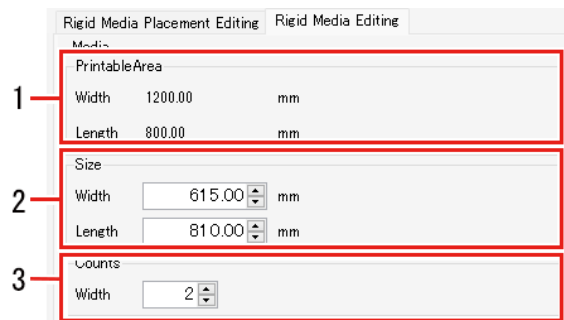 Rigid Media Placement Editing Rigid Media Editing
Media
PrintableArea
1
Width 1200.00 mm
Length 800.00 mm
Size
2
Width 615.00 mm
Length 810.00 mm
Counts
3
Width 2